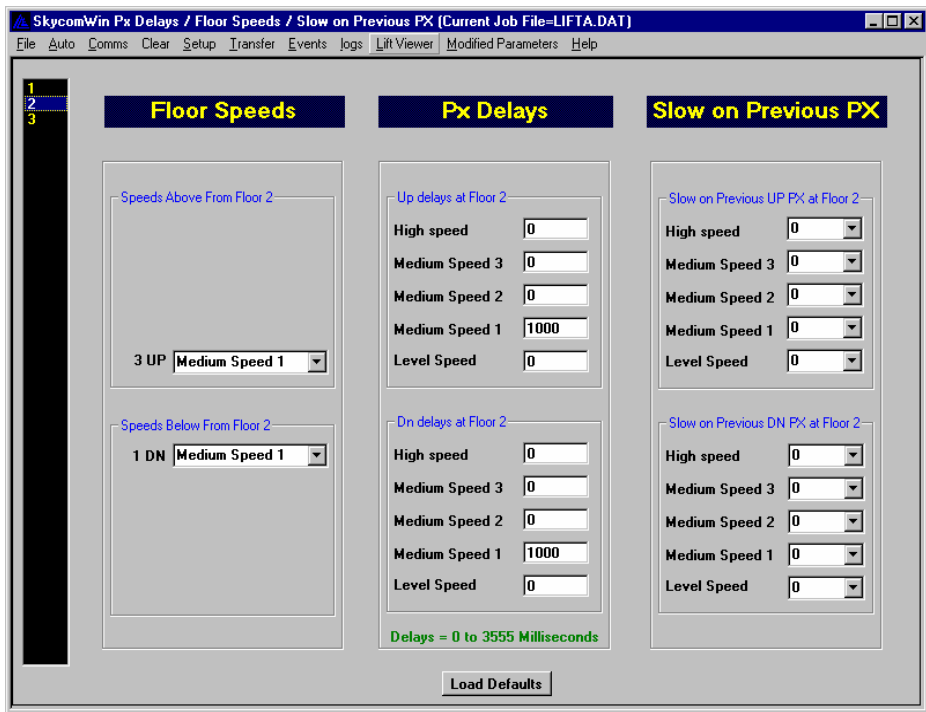 SkycomWin Px Delays / Floor Speeds / Slow on Previous PX (Current Job File=LIFTA.DAT)
File Auto Comms Clear Setup Transfer Events logs Lift Viewer Modified Parameters Help
1
2
3
Floor Speeds
Speeds Above From Floor 2
3 UP Medium Speed 1
Speeds Below From Floor 2
1 DN Medium Speed 1
Px Delays
Up delays at Floor 2
High speed 0
Medium Speed 3 0
Medium Speed 2 0
Medium Speed 1 1000
Level Speed 0
Dn delays at Floor 2
High speed 0
Medium Speed 3 0
Medium Speed 2 0
Medium Speed 1 1000
Level Speed 0
Delays = 0 to 3555 Milliseconds
Slow on Previous PX
Slow on Previous UP PX at Floor 2
High speed 0
Medium Speed 3 0
Medium Speed 2 0
Medium Speed 1 0
Level Speed 0
Slow on Previous DN PX at Floor 2
High speed 0
Medium Speed 3 0
Medium Speed 2 0
Medium Speed 1 0
Level Speed 0
Load Defaults